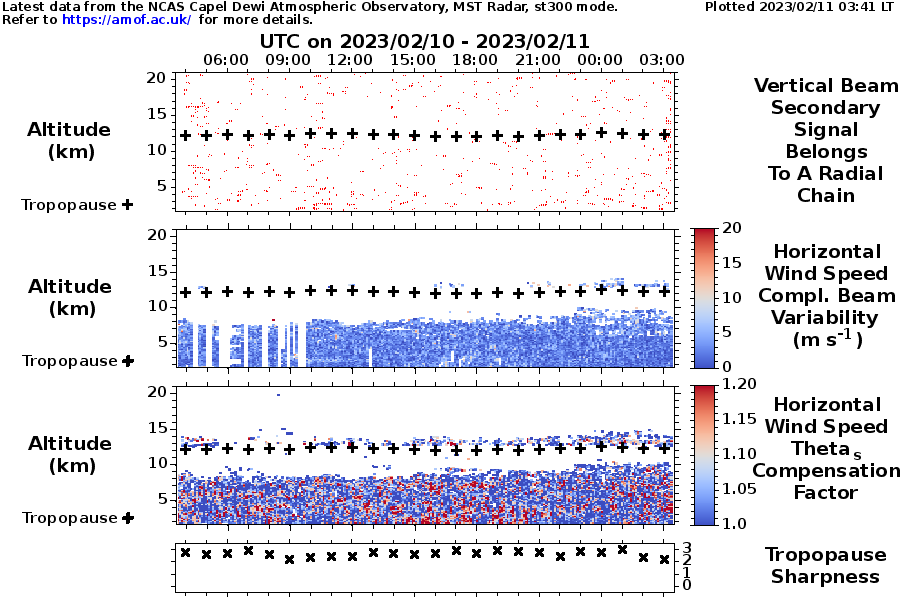 Latest data from the NCAS Capel Dewi Atmospheric Observatory, MST Radar, st300 mode.
Plotted 2023/02/11 03:41 LT
Refer to https://amof.ac.uk/ for more details.
UTC on 2023/02/10 - 2023/02/11
06:00 09:00 12:00 15:00 18:00 21:00 00:00 03:00
20
15
10
5
Altitude
(km)
Tropopause +
Vertical Beam
Secondary
Signal
Belongs
To A Radial
Chain
20
15
10
5
Altitude
(km)
Tropopause +
20
15
10
5
0
Horizontal
Wind Speed
Compl. Beam
Variability
(m s-1)
20
15
10
5
Altitude
(km)
Tropopause +
1.20
1.15
1.10
1.05
1.0
Horizontal
Wind Speed
Theta s
Compensation
Factor
3
2
1
0
Tropopause
Sharpness